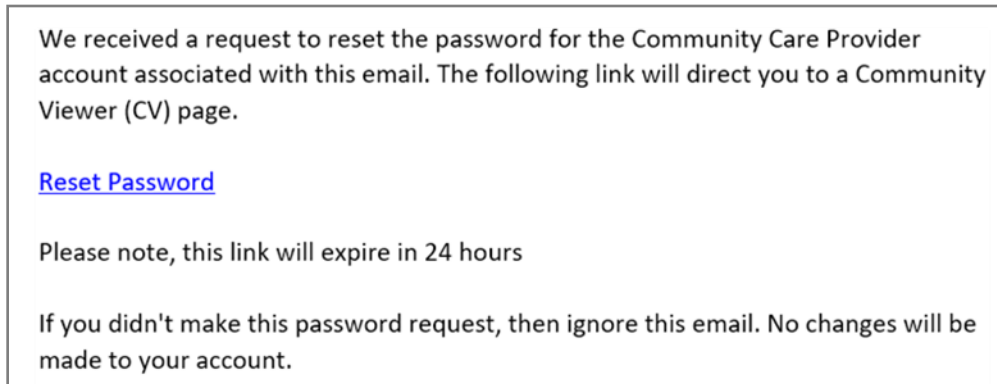 We received a request to reset the password for the Community Care Provider
account associated with this email. The following link will direct you to a Community
Viewer (CV) page.
Reset Password
Please note, this link will expire in 24 hours
If you didn't make this password request, then ignore this email. No changes will be
made to your account.